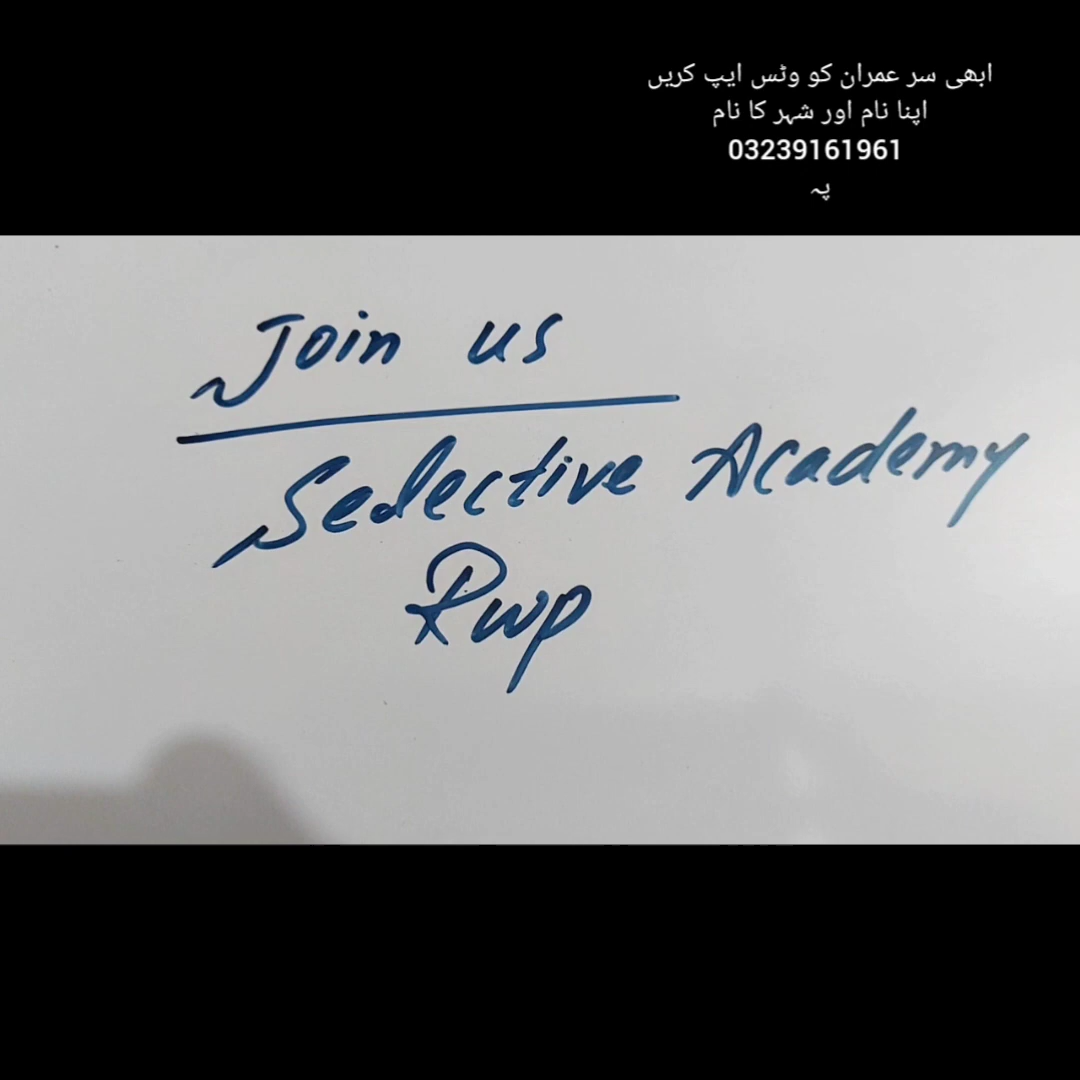 ابھی سر عمران کو وٹس ایپ کریں
اپنا نام اور شہر کا نام
03239161961
پہ
Join us
Selective Academy
Rwp